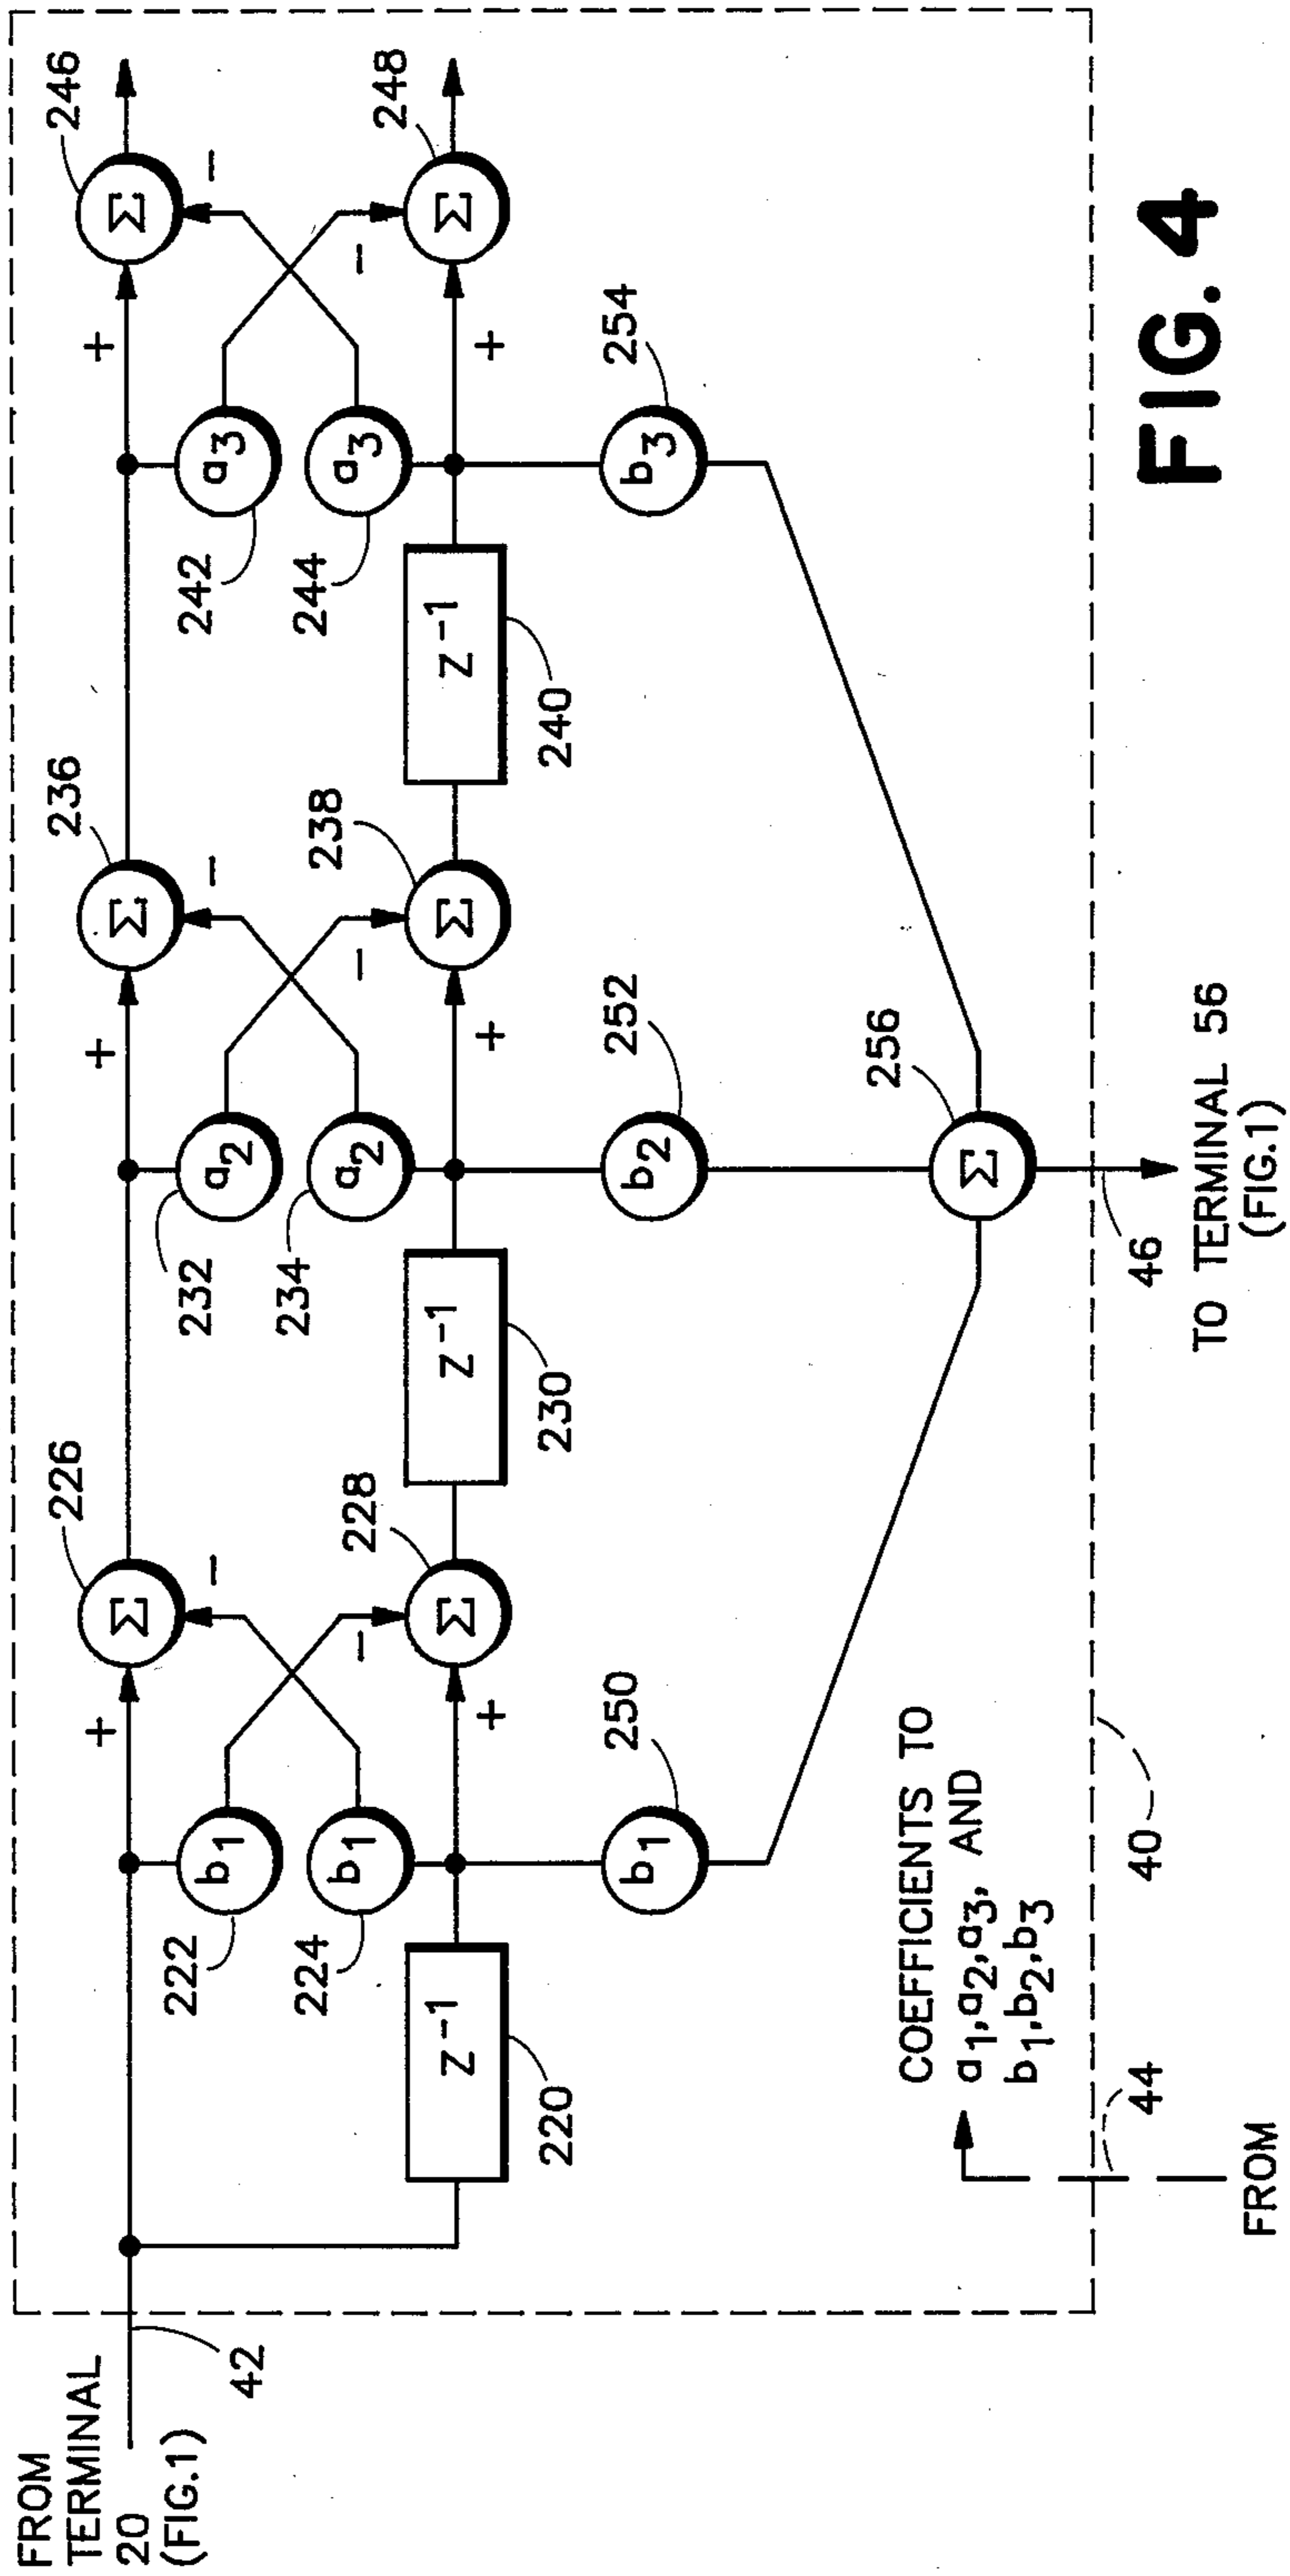 FROM
TERMINAL
20
(FIG.1)
42
220
Z⁻¹
222
b₁
224
b₁
226
Σ
+
−
228
Σ
+
−
230
Z⁻¹
232
a₂
234
a₂
236
Σ
+
−
238
Σ
+
−
240
Z⁻¹
242
a₃
244
a₃
246
Σ
+
−
248
Σ
+
−
250
b₁
252
b₂
254
b₃
256
Σ
COEFFICIENTS TO
a₁,a₂,a₃, AND
b₁,b₂,b₃
44
FROM
40
46
TO TERMINAL 56
(FIG.1)
FIG. 4